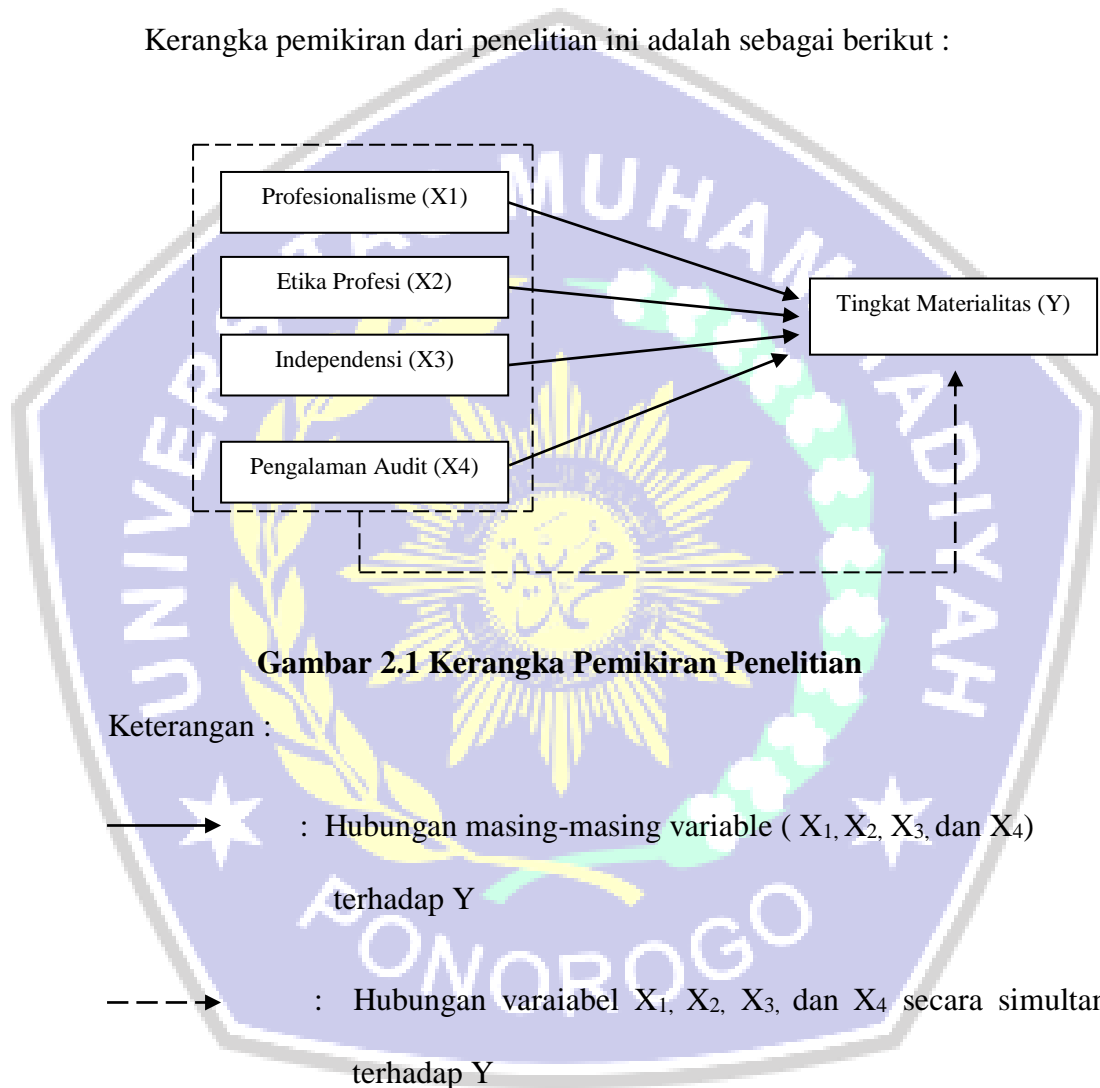 Kerangka pemikiran dari penelitian ini adalah sebagai berikut :
Profesionalisme (X1)
Etika Profesi (X2)
Independensi (X3)
Pengalaman Audit (X4)
Tingkat Materialitas (Y)
Gambar 2.1 Kerangka Pemikiran Penelitian
Keterangan :
: Hubungan masing-masing variable ( X₁, X₂, X₃, dan X₄)
terhadap Y
: Hubungan varaiabel X₁, X₂, X₃, dan X₄ secara simultan
terhadap Y
MUHAMMADIYAH
PONOROGO